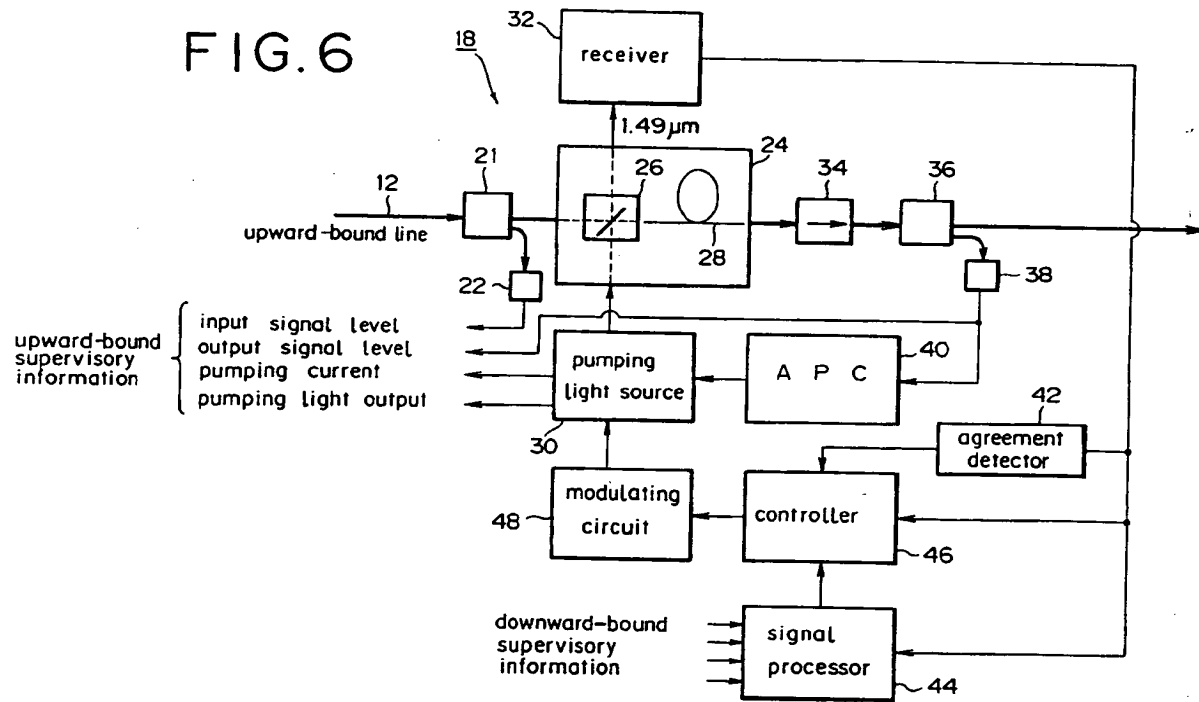 FIG. 6
18
32
receiver
1.49μm
24
26
28
12
21
upward-bound line
22
34
36
38
upward-bound
supervisory
information
input signal level
output signal level
pumping current
pumping light output
pumping
light source
30
40
A P C
42
agreement
detector
48
modulating
circuit
controller
46
downward-bound
supervisory
information
signal
processor
44